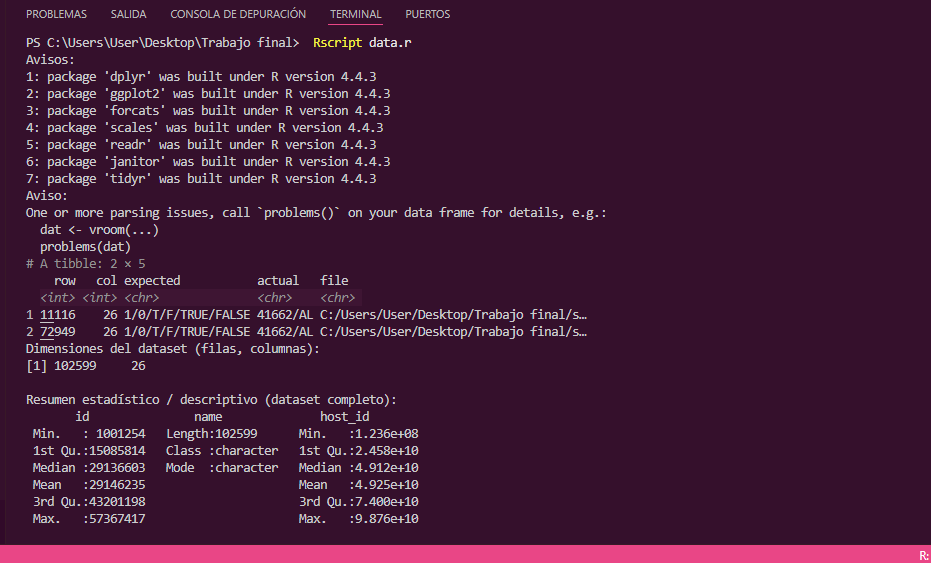 PROBLEMAS SALIDA CONSOLA DE DEPURACIÓN TERMINAL PUERTOS
PS C:\Users\User\Desktop\Trabajo final> Rscript data.r
Avisos:
1: package 'dplyr' was built under R version 4.4.3
2: package 'ggplot2' was built under R version 4.4.3
3: package 'forcats' was built under R version 4.4.3
4: package 'scales' was built under R version 4.4.3
5: package 'readr' was built under R version 4.4.3
6: package 'janitor' was built under R version 4.4.3
7: package 'tidyr' was built under R version 4.4.3
Aviso:
One or more parsing issues, call `problems()` on your data frame for details, e.g.:
  dat <- vroom(...)
  problems(dat)
# A tibble: 2 × 5
    row   col expected           actual   file
  <int> <int> <chr>              <chr>    <chr>
1 11116    26 1/0/T/F/TRUE/FALSE 41662/AL C:/Users/User/Desktop/Trabajo final/s…
2 72949    26 1/0/T/F/TRUE/FALSE 41662/AL C:/Users/User/Desktop/Trabajo final/s…
Dimensiones del dataset (filas, columnas):
[1] 102599     26
Resumen estadístico / descriptivo (dataset completo):
       id               name              host_id
 Min.   : 1001254   Length:102599      Min.   :1.236e+08
 1st Qu.:15085814   Class :character   1st Qu.:2.458e+10
 Median :29136603   Mode  :character   Median :4.912e+10
 Mean   :29146235                      Mean   :4.925e+10
 3rd Qu.:43201198                      3rd Qu.:7.400e+10
 Max.   :57367417                      Max.   :9.876e+10
R: